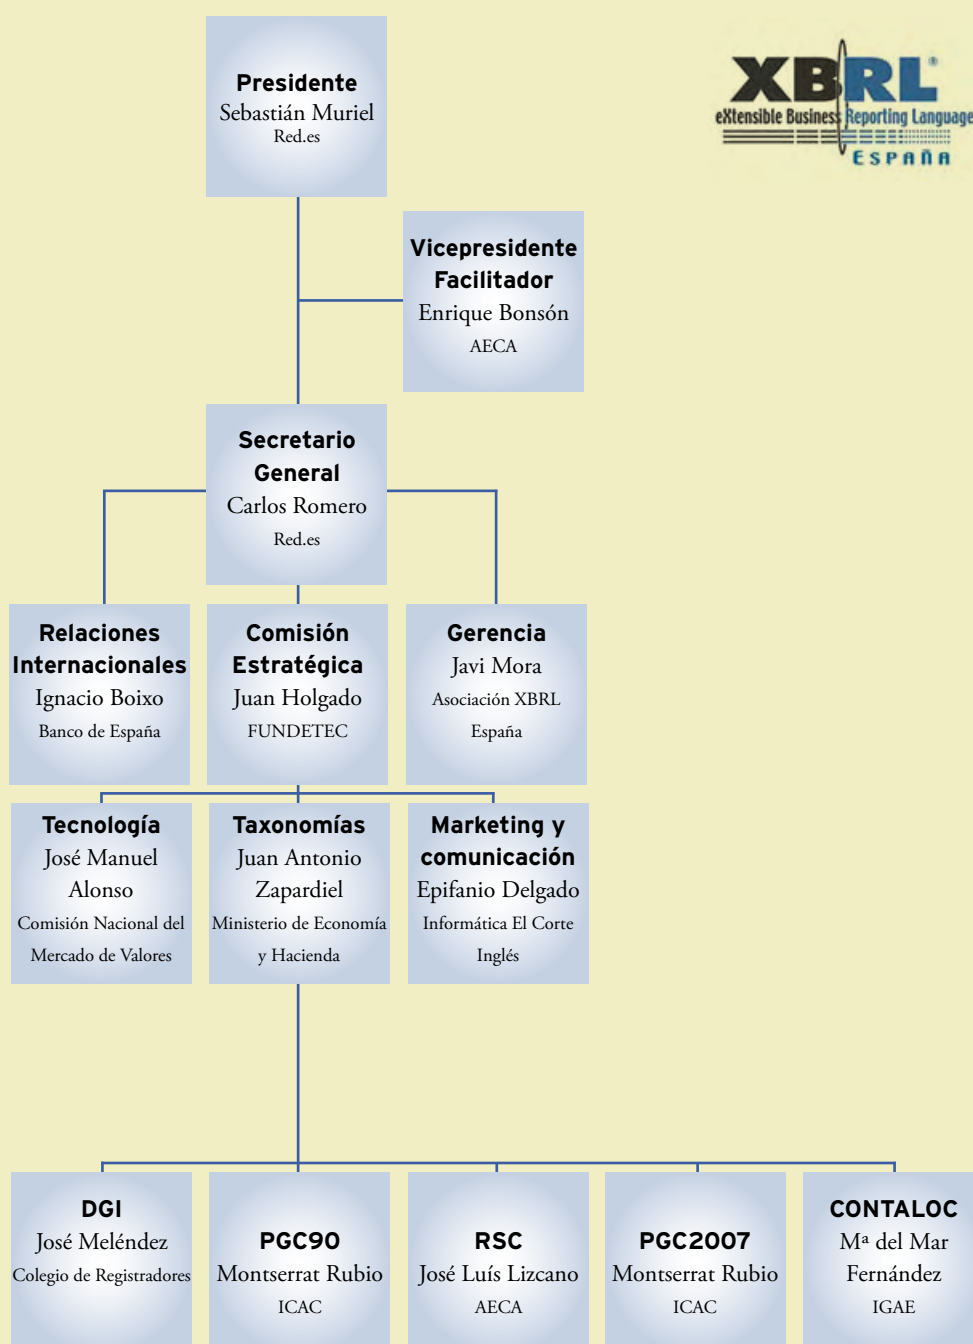 Presidente
Sebastián Muriel
Red.es
XBRL®
eXtensible Business Reporting Language
ESPAÑA
Vicepresidente
Facilitador
Enrique Bonsón
AECA
Secretario
General
Carlos Romero
Red.es
Relaciones
Internacionales
Ignacio Boixo
Banco de España
Comisión
Estratégica
Juan Holgado
FUNDETEC
Gerencia
Javi Mora
Asociación XBRL
España
Tecnología
José Manuel
Alonso
Comisión Nacional del
Mercado de Valores
Taxonomías
Juan Antonio
Zapardiel
Ministerio de Economía
y Hacienda
Marketing y
comunicación
Epifanio Delgado
Informática El Corte
Inglés
DGI
José Meléndez
Colegio de Registradores
PGC90
Montserrat Rubio
ICAC
RSC
José Luís Lizcano
AECA
PGC2007
Montserrat Rubio
ICAC
CONTALOC
Mª del Mar
Fernández
IGAE